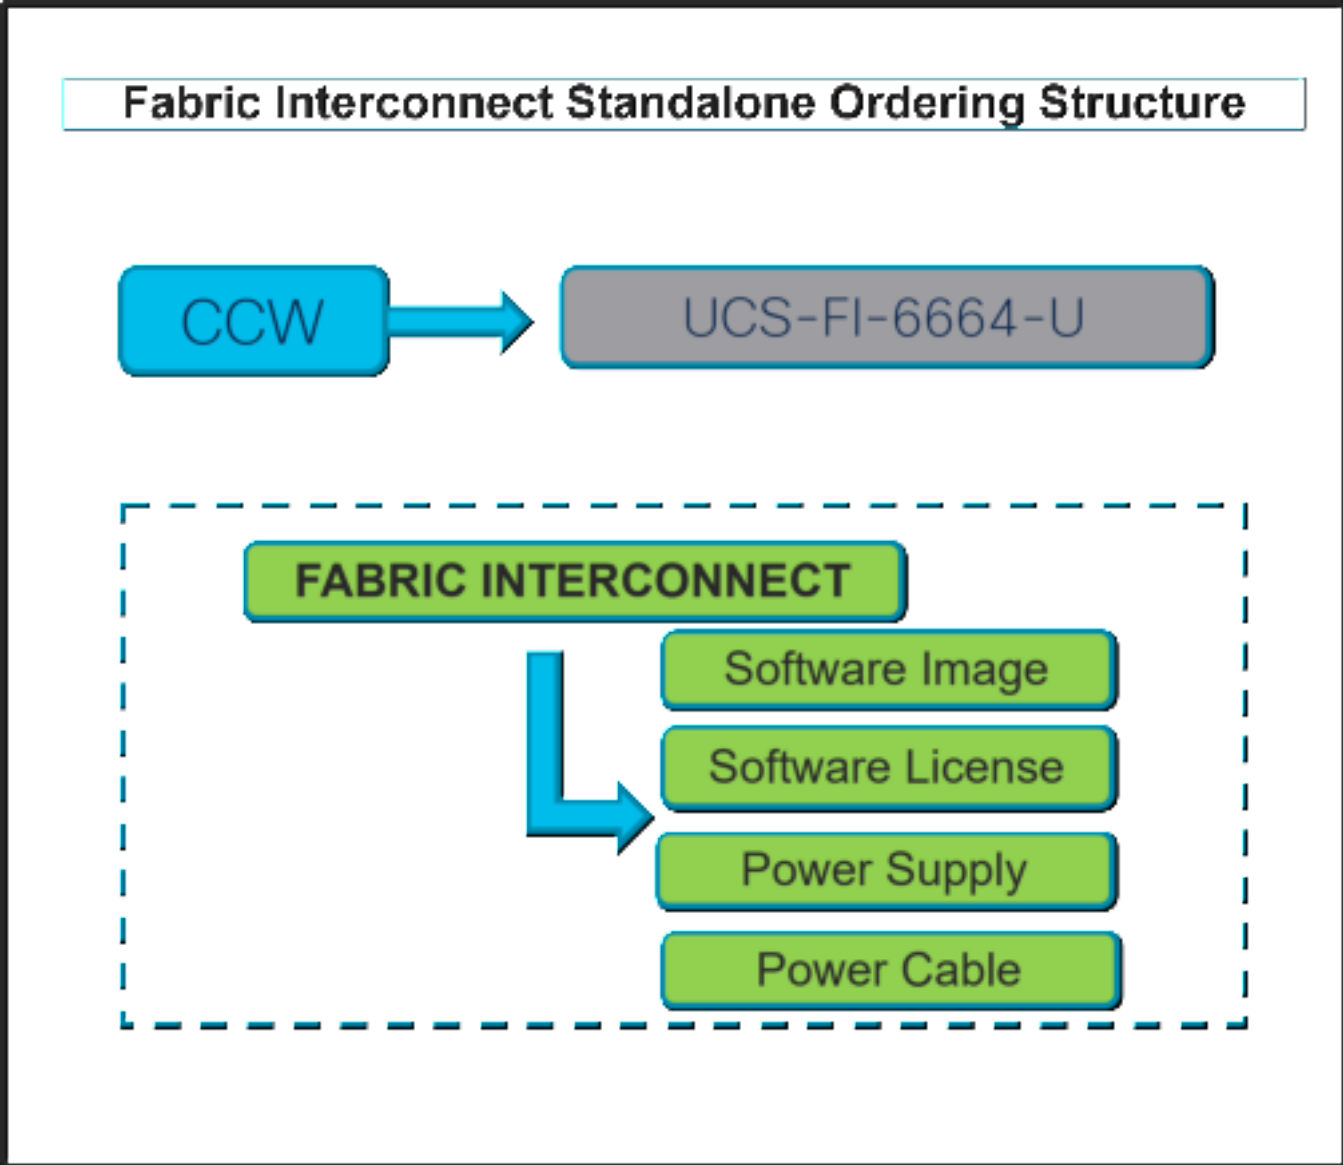 Fabric Interconnect Standalone Ordering Structure
CCW
UCS-FI-6664-U
FABRIC INTERCONNECT
Software Image
Software License
Power Supply
Power Cable